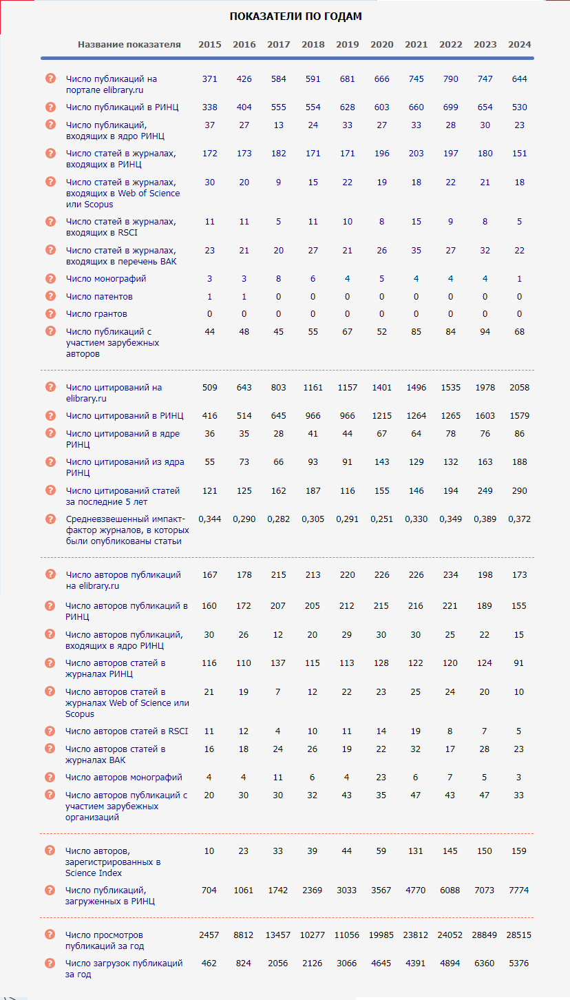 ПОКАЗАТЕЛИ ПО ГОДАМ
Название показателя 2015 2016 2017 2018 2019 2020 2021 2022 2023 2024
? Число публикаций на 371 426 584 591 681 666 745 790 747 644
портале elibrary.ru
? Число публикаций в РИНЦ 338 404 555 554 628 603 660 699 654 530
? Число публикаций, 37 27 13 24 33 27 33 28 30 23
входящих в ядро РИНЦ
? Число статей в журналах, 172 173 182 171 171 196 203 197 180 151
входящих в РИНЦ
? Число статей в журналах, 30 20 9 15 22 19 18 22 21 18
входящих в Web of Science
или Scopus
? Число статей в журналах, 11 11 5 11 10 8 15 9 8 5
входящих в RSCI
? Число статей в журналах, 23 21 20 27 21 26 35 27 32 22
входящих в перечень ВАК
? Число монографий 3 3 8 6 4 5 4 4 4 1
? Число патентов 1 1 0 0 0 0 0 0 0 0
? Число грантов 0 0 0 0 0 0 0 0 0 0
? Число публикаций с 44 48 45 55 67 52 85 84 94 68
участием зарубежных
авторов
? Число цитирований на 509 643 803 1161 1157 1401 1496 1535 1978 2058
elibrary.ru
? Число цитирований в РИНЦ 416 514 645 966 966 1215 1264 1265 1603 1579
? Число цитирований в ядре 36 35 28 41 44 67 64 78 76 86
РИНЦ
? Число цитирований из ядра 55 73 66 93 91 143 129 132 163 188
РИНЦ
? Число цитирований статей 121 125 162 187 116 155 146 194 249 290
за последние 5 лет
? Средневзвешенный импакт- 0,344 0,290 0,282 0,305 0,291 0,251 0,330 0,349 0,389 0,372
фактор журналов, в которых
были опубликованы статьи
? Число авторов публикаций 167 178 215 213 220 226 226 234 198 173
на elibrary.ru
? Число авторов публикаций в 160 172 207 205 212 215 216 221 189 155
РИНЦ
? Число авторов публикаций, 30 26 12 20 29 30 30 25 22 15
входящих в ядро РИНЦ
? Число авторов статей в 116 110 137 115 113 128 122 120 124 91
журналах РИНЦ
? Число авторов статей в 21 19 7 12 22 23 25 24 20 10
журналах Web of Science или
Scopus
? Число авторов статей в RSCI 11 12 4 10 11 14 19 8 7 5
? Число авторов статей в 16 18 24 26 19 22 32 17 28 23
журналах ВАК
? Число авторов монографий 4 4 11 6 4 23 6 7 5 3
? Число авторов публикаций с 20 30 30 32 43 35 47 43 47 33
участием зарубежных
организаций
? Число авторов, 10 23 33 39 44 59 131 145 150 159
зарегистрированных в
Science Index
? Число публикаций, 704 1061 1742 2369 3033 3567 4770 6088 7073 7774
загруженных в РИНЦ
? Число просмотров 2457 8812 13457 10277 11056 19985 23812 24052 28849 28515
публикаций за год
? Число загрузок публикаций 462 824 2056 2126 3066 4645 4391 4894 6360 5376
за год